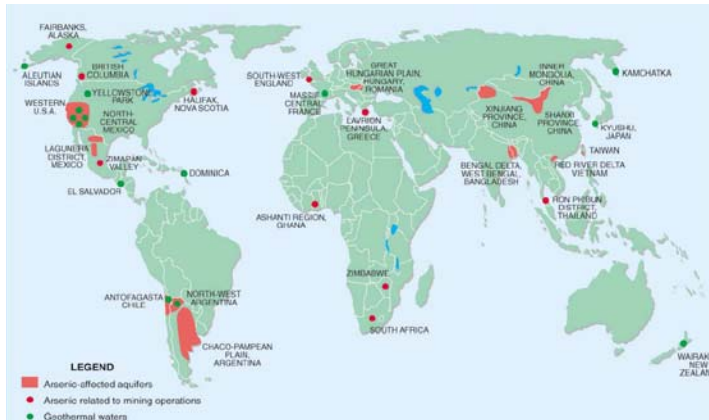 FAIRBANKS,
ALASKA
ALEUTIAN
ISLANDS
BRITISH
COLUMBIA
YELLOWSTONE
PARK
WESTERN
U.S.A.
NORTH-
CENTRAL
MEXICO
HALIFAX,
NOVA SCOTIA
LAGUNERA
DISTRICT,
MEXICO
ZIMAPAN
VALLEY
EL SALVADOR
DOMINICA
SOUTH-WEST
ENGLAND
MASSIF
CENTRAL
FRANCE
GREAT
HUNGARIAN PLAIN,
HUNGARY,
ROMANIA
LAVRION
PENINSULA,
GREECE
INNER
MONGOLIA,
CHINA
XINJIANG
PROVINCE,
CHINA
SHANXI
PROVINCE,
CHINA
KAMCHATKA
KYUSHU,
JAPAN
TAIWAN
BENGAL DELTA,
WEST BENGAL,
BANGLADESH
RED RIVER DELTA
VIETNAM
RON PHIBUN
DISTRICT,
THAILAND
ASHANTI REGION,
GHANA
ZIMBABWE
SOUTH AFRICA
ANTOFAGASTA
CHILE
NORTH-WEST
ARGENTINA
CHACO-PAMPEAN
PLAIN,
ARGENTINA
WAIRAK
NEW
ZEALAN
LEGEND
Arsenic-affected aquifers
Arsenic related to mining operations
Geothermal waters